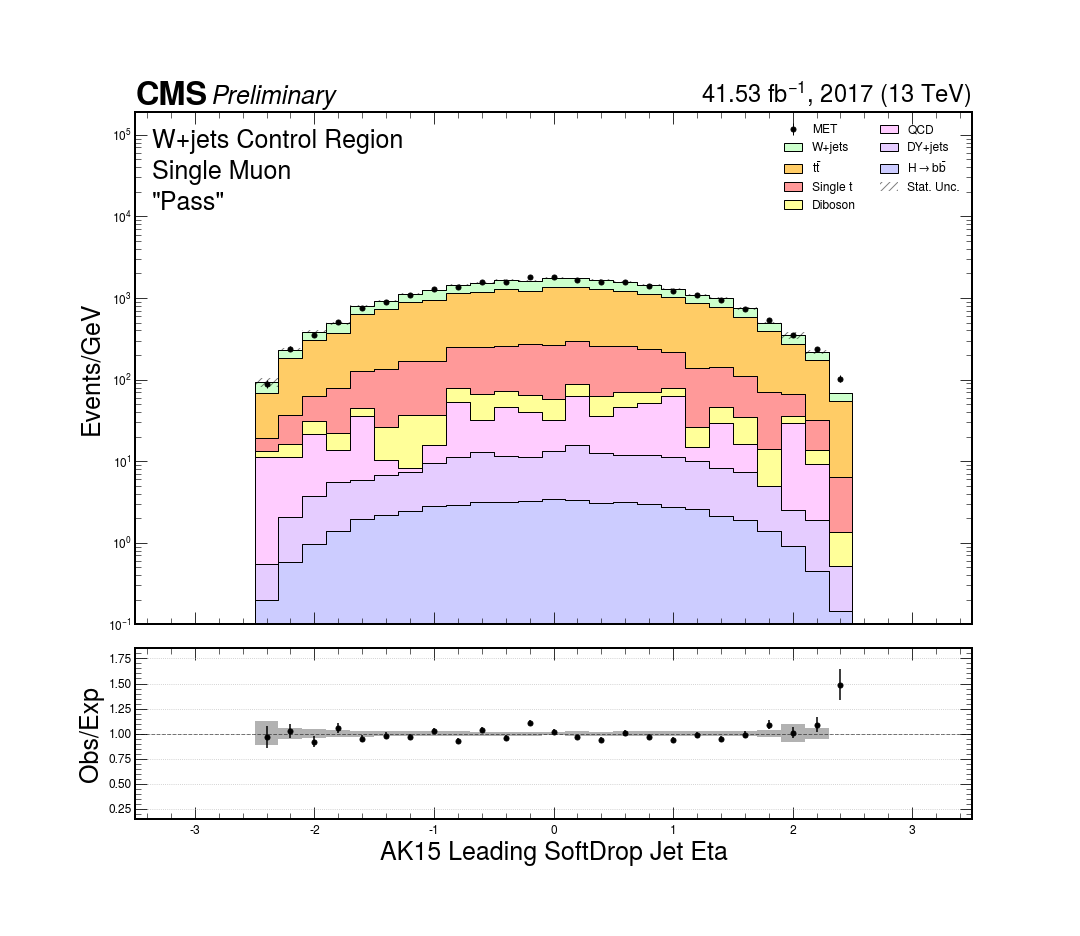 CMS Preliminary
41.53 fb⁻¹, 2017 (13 TeV)
W+jets Control Region
Single Muon
"Pass"
MET
W+jets
tt̄
Single t
Diboson
QCD
DY+jets
H→bb̄
Stat. Unc.
Events/GeV
10⁵
10⁴
10³
10²
10¹
10⁰
10⁻¹
Obs/Exp
1.75
1.50
1.25
1.00
0.75
0.50
0.25
-3 -2 -1 0 1 2 3
AK15 Leading SoftDrop Jet Eta